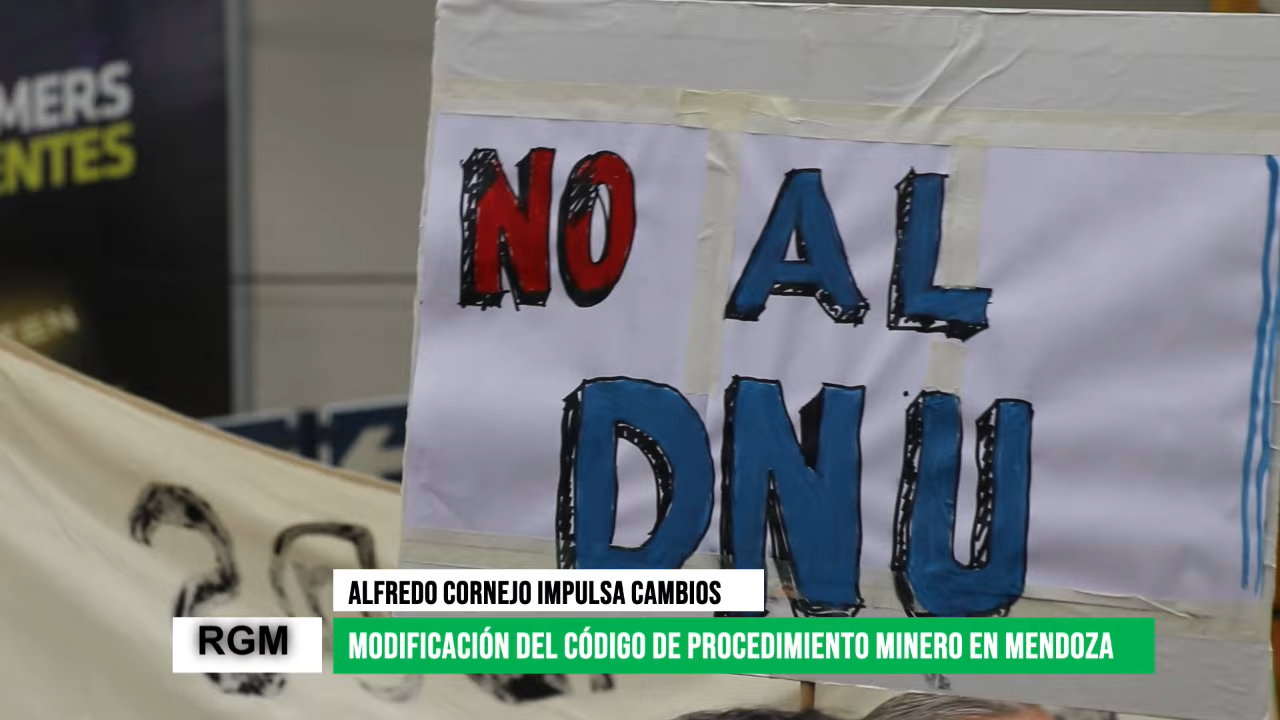 MERS
ENTES
NO AL
DNU
ALFREDO CORNEJO IMPULSA CAMBIOS
RGM
MODIFICACIÓN DEL CÓDIGO DE PROCEDIMIENTO MINERO EN MENDOZA